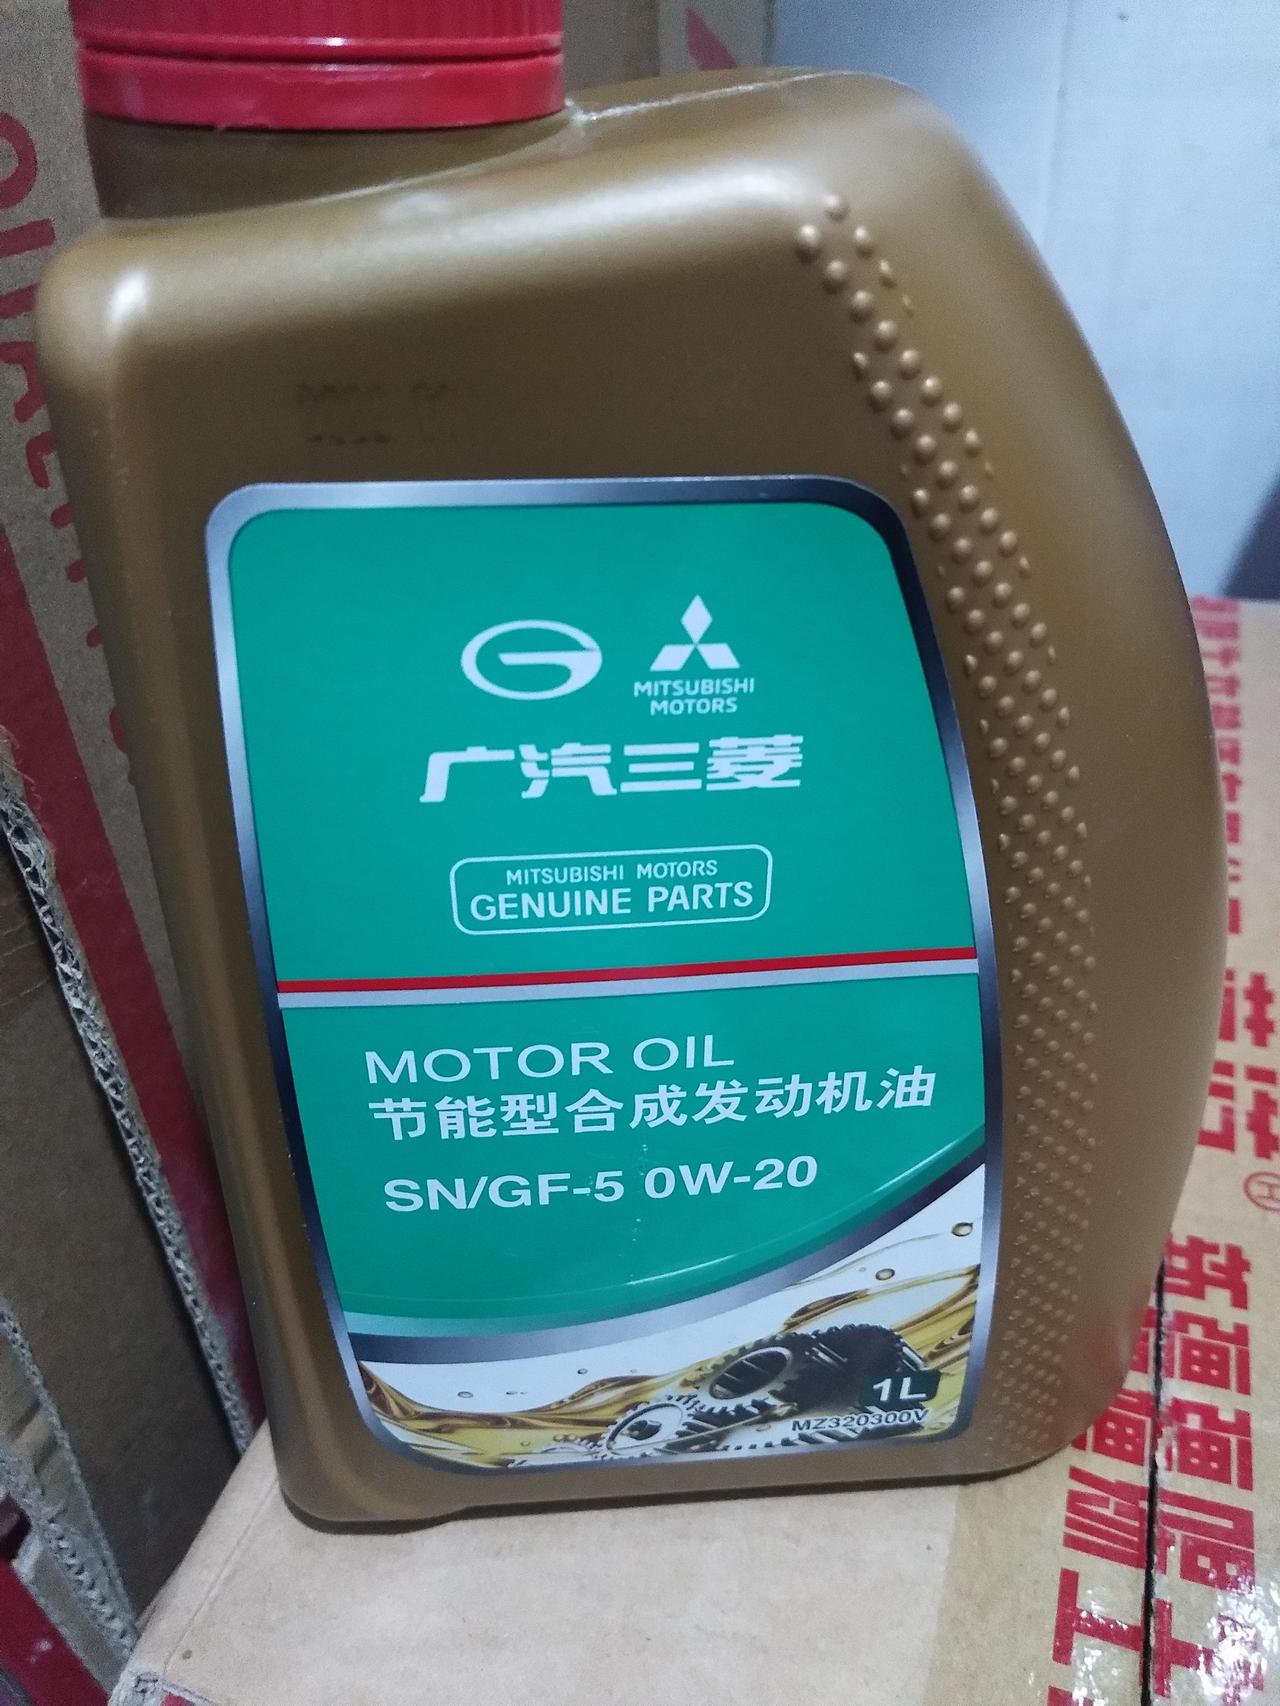 MITSUBISHI
MOTORS
广汽三菱
MITSUBISHI MOTORS
GENUINE PARTS
MOTOR OIL
节能型合成发动机油
SN/GF-5 0W-20
1L
MZ320300V